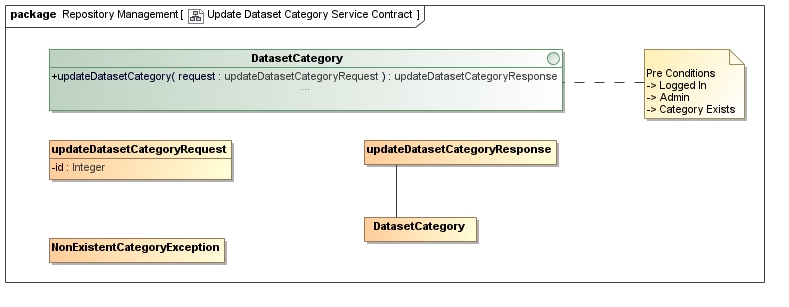 package Repository Management[ Update Dataset Category Service Contract ]
DatasetCategory
+updateDatasetCategory( request : updateDatasetCategoryRequest ) : updateDatasetCategoryResponse
...
Pre Conditions
-> Logged In
-> Admin
-> Category Exists
updateDatasetCategoryRequest
-id : Integer
updateDatasetCategoryResponse
DatasetCategory
NonExistentCategoryException